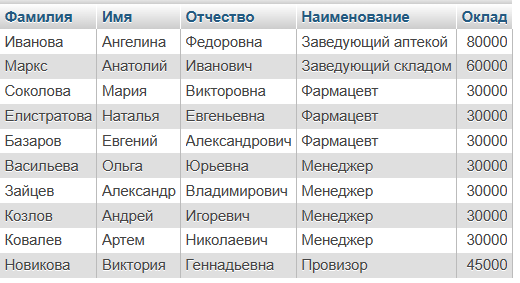 Фамилия Имя Отчество Наименование Оклад
Иванова Ангелина Федоровна Заведующий аптекой 80000
Маркс Анатолий Иванович Заведующий складом 60000
Соколова Мария Викторовна Фармацевт 30000
Елистратова Наталья Евгеньевна Фармацевт 30000
Базаров Евгений Александрович Фармацевт 30000
Васильева Ольга Юрьевна Менеджер 30000
Зайцев Александр Владимирович Менеджер 30000
Козлов Андрей Игоревич Менеджер 30000
Ковалев Артем Николаевич Менеджер 30000
Новикова Виктория Геннадьевна Провизор 45000